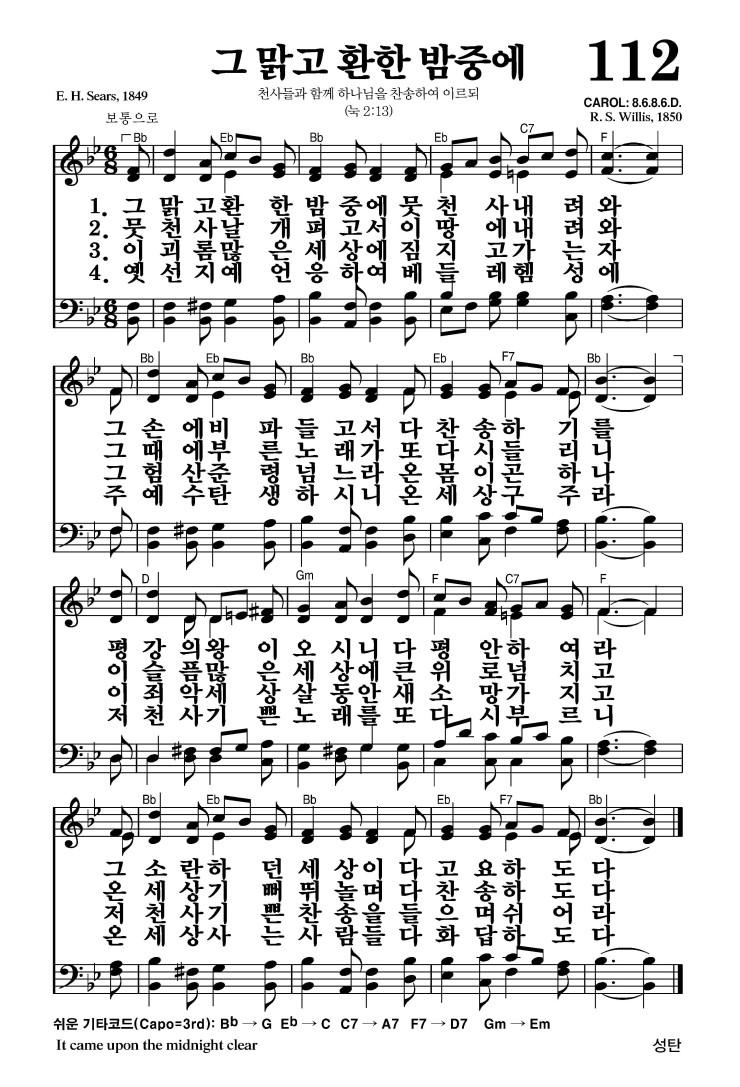 그 맑고 환한 밤중에 112
E. H. Sears, 1849
천사들과 함께 하나님을 찬송하여 이르되
(눅 2:13)
CAROL: 8.6.8.6.D.
R. S. Willis, 1850
보통으로
Bb Eb Bb Eb C7 F
1. 그 맑 고환 한 밤 중에 뭇 천 사내 려 와
2. 뭇 천 사날 개 펴 고서 이 땅 에내 려 와
3. 이 괴 롬많 은 세 상에 짐 지 고가 는 자
4. 옛 선 지예 언 응 하여 베 들 레헴 성 에
Bb Eb Bb Eb F7 Bb
그 손 에비 파 들 고서 다 찬 송하 기 를
그 때 에부 른 노 래가 또 다 시들 리 니
그 험 산준 령 넘 느라 온 몸 이곤 하 나
주 예 수탄 생 하 시니 온 세 상구 주 라
D Gm F C7 F
평 강 의왕 이 오 시니 다 평 안하 여 라
이 슬 픔많 은 세 상에 큰 위 로넘 치 고
이 죄 악세 상 살 동안 새 소 망가 지 고
저 천 사기 쁜 노 래를 또 다 시부 르 니
Bb Eb Bb Eb F7 Bb
그 소 란하 던 세 상이 다 고 요하 도 다
온 세 상기 뻐 뛰 놀며 다 찬 송하 도 다
저 천 사기 쁜 찬 송을 들 으 며쉬 어 라
온 세 상사 는 사 람들 다 화 답하 도 다
쉬운 기타코드(Capo=3rd): Bb → G Eb → C C7 → A7 F7 → D7 Gm → Em
It came upon the midnight clear 성탄